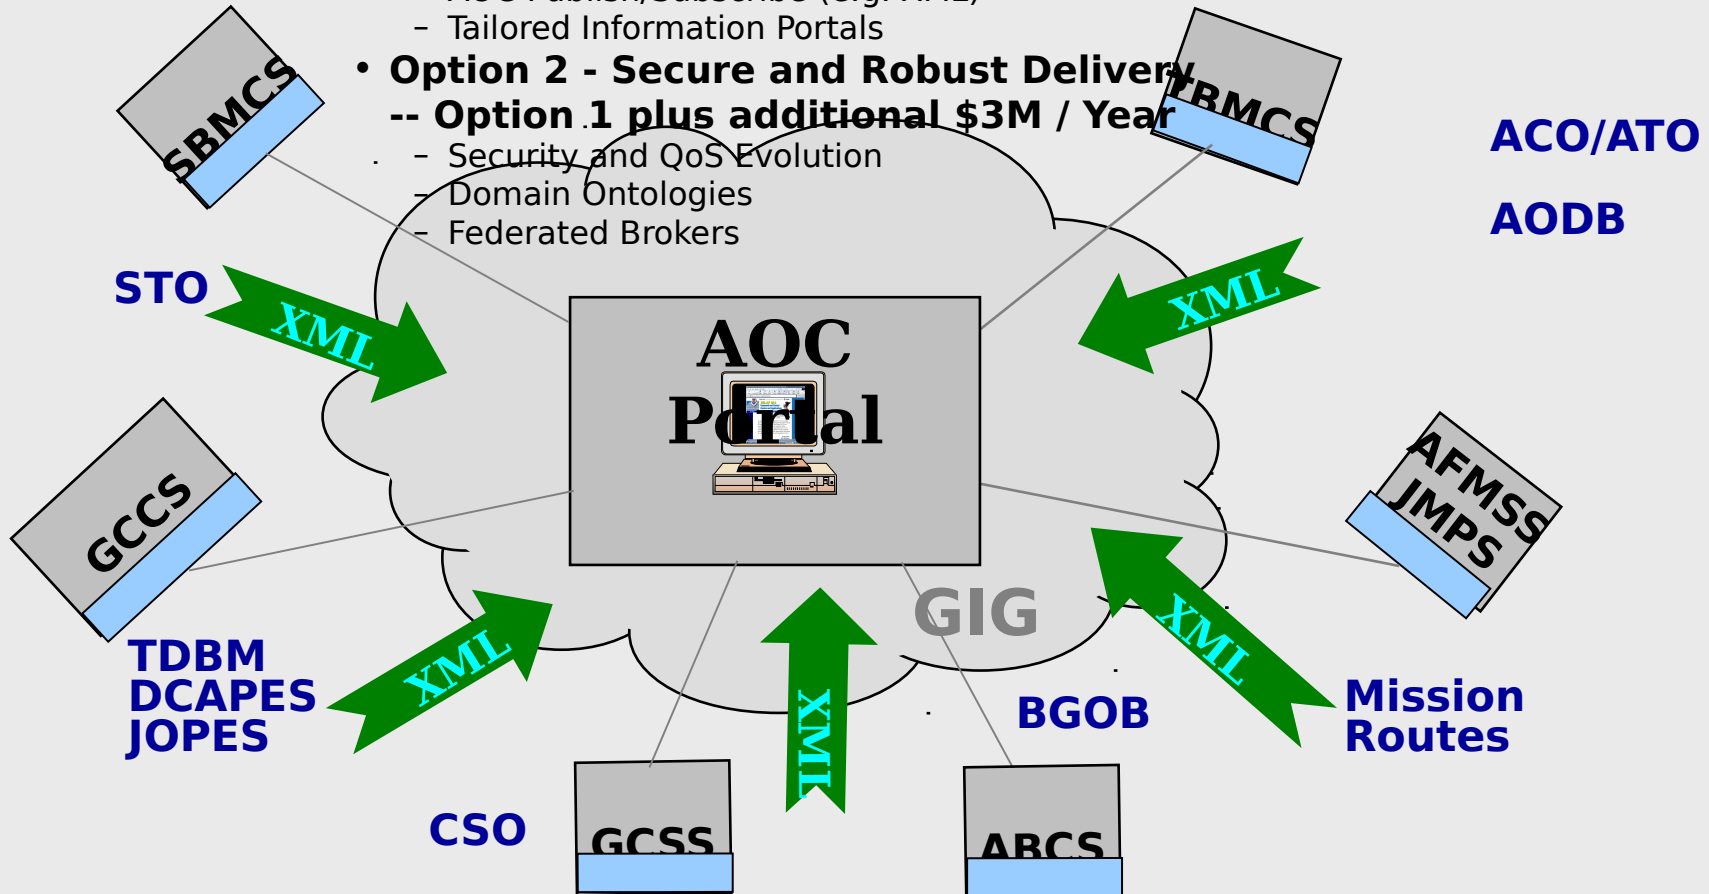 – Tailored Information Portals
• Option 2 - Secure and Robust Delivery
-- Option 1 plus additional $3M / Year
– Security and QoS Evolution
– Domain Ontologies
– Federated Brokers
SBMCS
TBMCS
ACO/ATO
AODB
STO
XML
XML
AOC
Portal
GCCS
AFMSS
JMPS
GIG
TDBM
DCAPES
JOPES
XML
XML
XML
BGOB
Mission
Routes
CSO
GCSS
ABCS